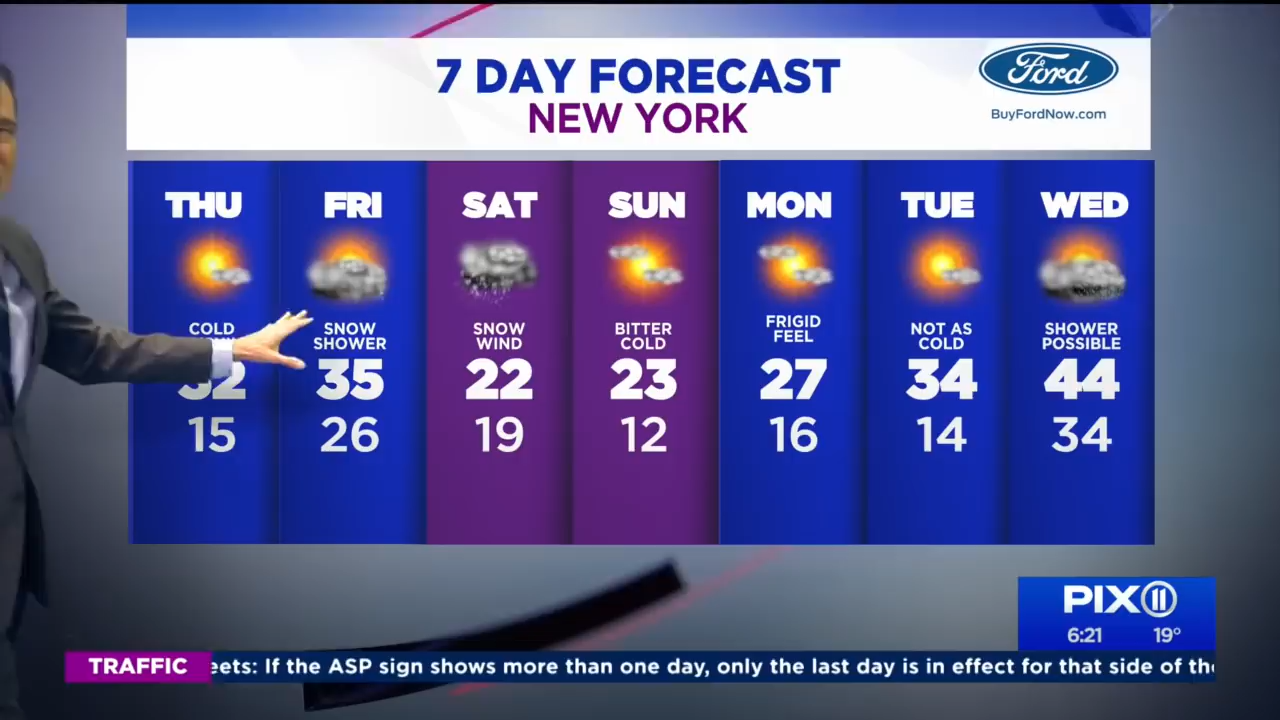 7 DAY FORECAST
NEW YORK
Ford
BuyFordNow.com
THU
FRI
SAT
SUN
MON
TUE
WED
COLD
SNOW
SHOWER
SNOW
WIND
BITTER
COLD
FRIGID
FEEL
NOT AS
COLD
SHOWER
POSSIBLE
32
35
22
23
27
34
44
15
26
19
12
16
14
34
PIX 11
6:21 19°
TRAFFIC eets: If the ASP sign shows more than one day, only the last day is in effect for that side of the